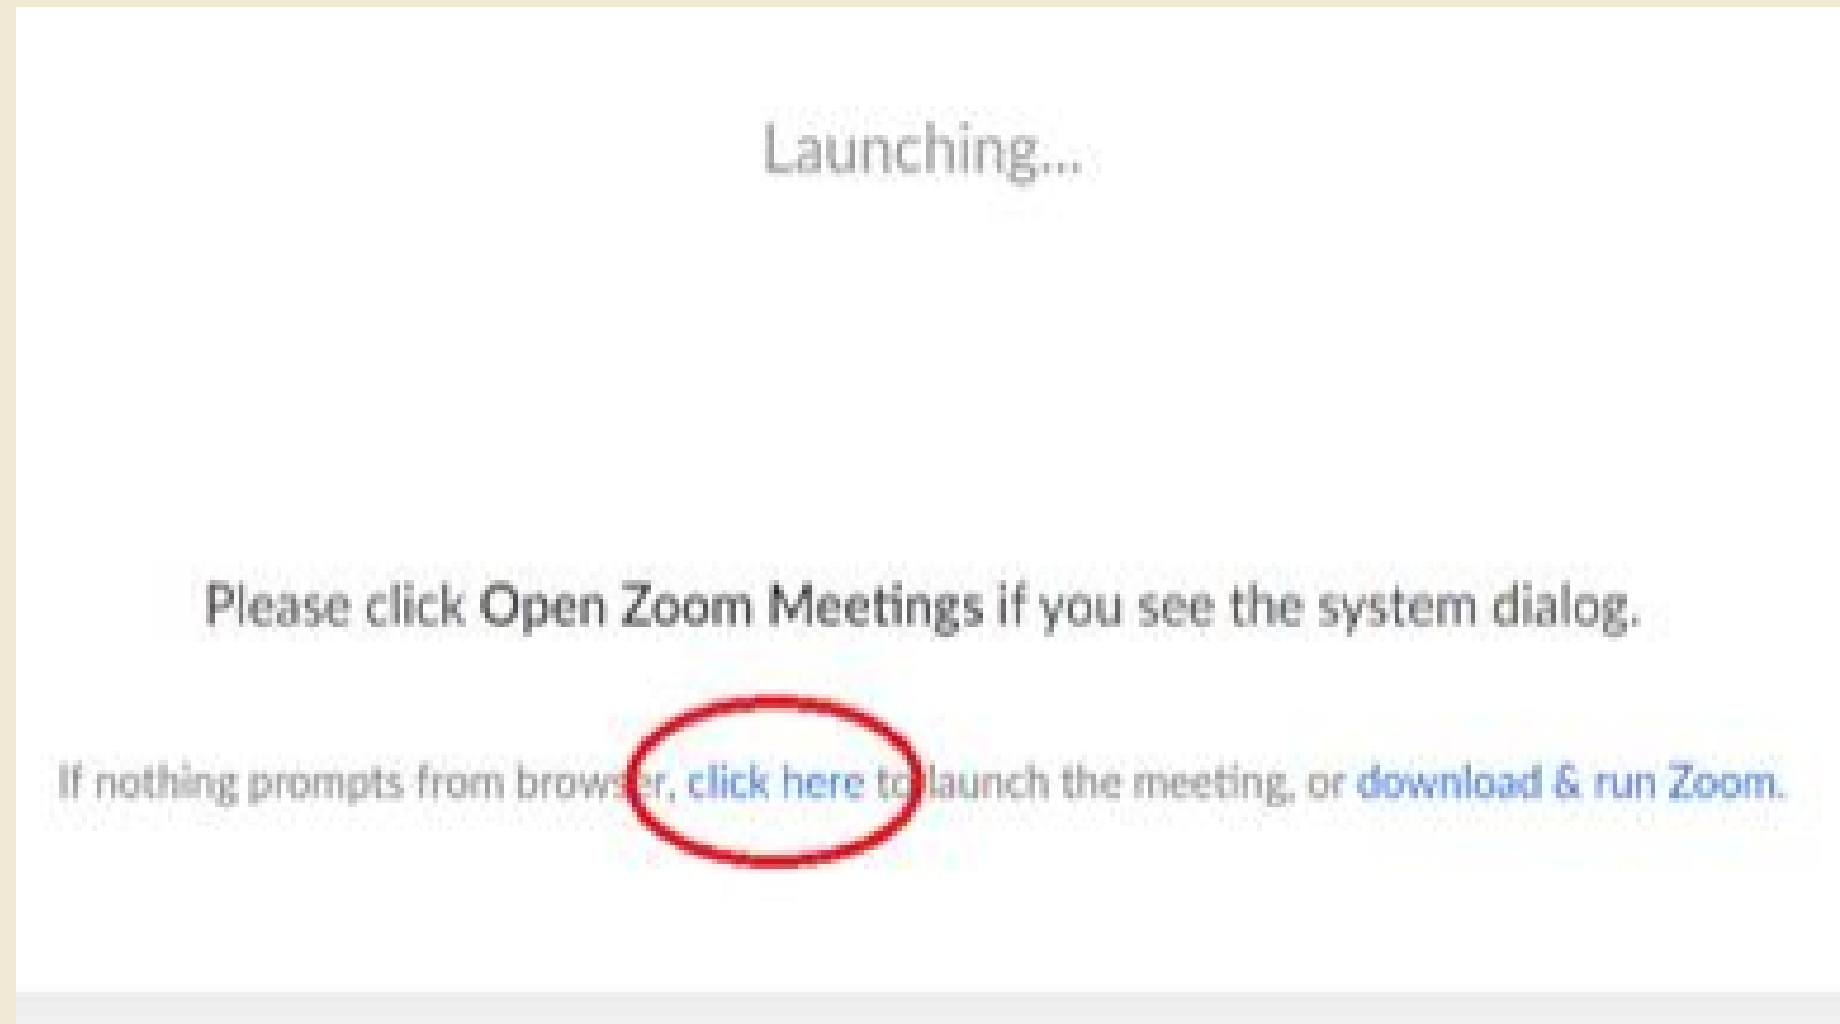 Launching...
Please click Open Zoom Meetings if you see the system dialog.
If nothing prompts from browser, click here to launch the meeting, or download & run Zoom.